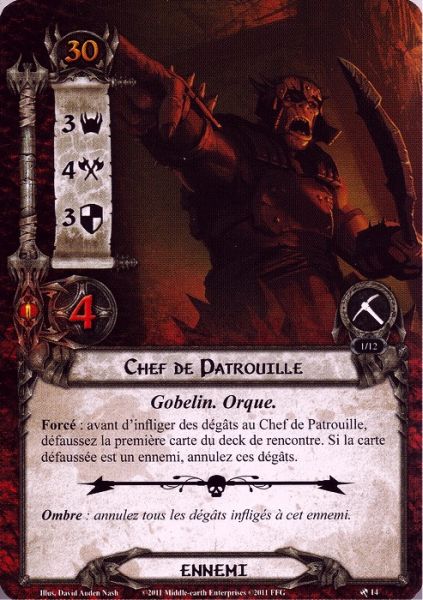 30
3
4
3
4
1/12
Chef de Patrouille
Gobelin. Orque.
Forcé : avant d'infliger des dégâts au Chef de Patrouille,
défaussez la première carte du deck de rencontre. Si la carte
défaussée est un ennemi, annulez ces dégâts.
Ombre : annulez tous les dégâts infligés à cet ennemi.
ENNEMI
Illus. David Auden Nash ©2011 Middle-earth Enterprises ©2011 FFG 14